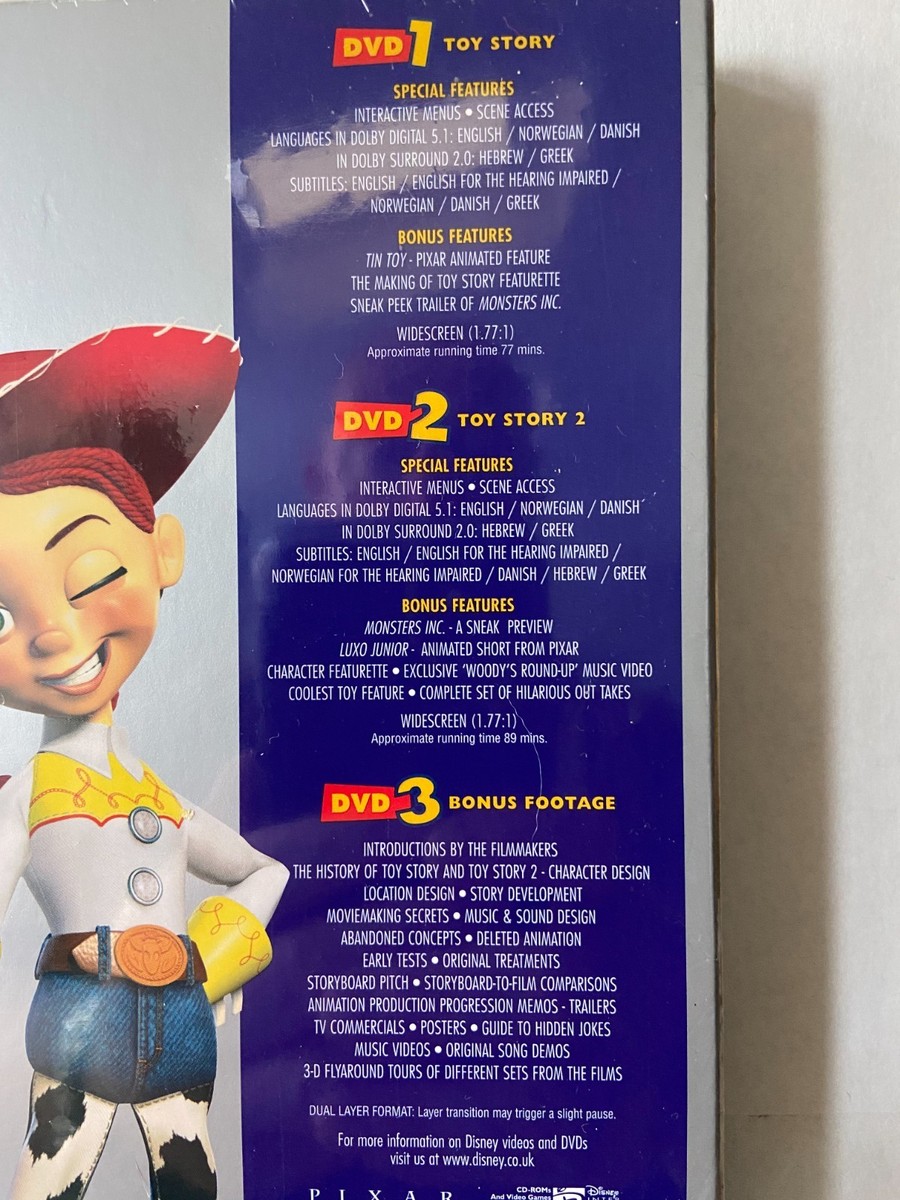 DVD 1 TOY STORY
SPECIAL FEATURES
INTERACTIVE MENUS • SCENE ACCESS
LANGUAGES IN DOLBY DIGITAL 5.1: ENGLISH / NORWEGIAN / DANISH
IN DOLBY SURROUND 2.0: HEBREW / GREEK
SUBTITLES: ENGLISH / ENGLISH FOR THE HEARING IMPAIRED /
NORWEGIAN / DANISH / GREEK
BONUS FEATURES
TIN TOY - PIXAR ANIMATED FEATURE
THE MAKING OF TOY STORY FEATURETTE
SNEAK PEEK TRAILER OF MONSTERS INC.
WIDESCREEN (1.77:1)
Approximate running time 77 mins.
DVD 2 TOY STORY 2
SPECIAL FEATURES
INTERACTIVE MENUS • SCENE ACCESS
LANGUAGES IN DOLBY DIGITAL 5.1: ENGLISH / NORWEGIAN / DANISH
IN DOLBY SURROUND 2.0: HEBREW / GREEK
SUBTITLES: ENGLISH / ENGLISH FOR THE HEARING IMPAIRED /
NORWEGIAN FOR THE HEARING IMPAIRED / DANISH / HEBREW / GREEK
BONUS FEATURES
MONSTERS INC. - A SNEAK PREVIEW
LUXO JUNIOR - ANIMATED SHORT FROM PIXAR
CHARACTER FEATURETTE • EXCLUSIVE 'WOODY'S ROUND-UP' MUSIC VIDEO
COOLEST TOY FEATURE • COMPLETE SET OF HILARIOUS OUT TAKES
WIDESCREEN (1.77:1)
Approximate running time 89 mins.
DVD 3 BONUS FOOTAGE
INTRODUCTIONS BY THE FILMMAKERS
THE HISTORY OF TOY STORY AND TOY STORY 2 - CHARACTER DESIGN
LOCATION DESIGN • STORY DEVELOPMENT
MOVIEMAKING SECRETS • MUSIC & SOUND DESIGN
ABANDONED CONCEPTS • DELETED ANIMATION
EARLY TESTS • ORIGINAL TREATMENTS
STORYBOARD PITCH • STORYBOARD-TO-FILM COMPARISONS
ANIMATION PRODUCTION PROGRESSION MEMOS - TRAILERS
TV COMMERCIALS • POSTERS • GUIDE TO HIDDEN JOKES
MUSIC VIDEOS • ORIGINAL SONG DEMOS
3-D FLYAROUND TOURS OF DIFFERENT SETS FROM THE FILMS
DUAL LAYER FORMAT: Layer transition may trigger a slight pause.
For more information on Disney videos and DVDs
visit us at www.disney.co.uk
PIXAR
CD-ROMs
And Video Games
Disney